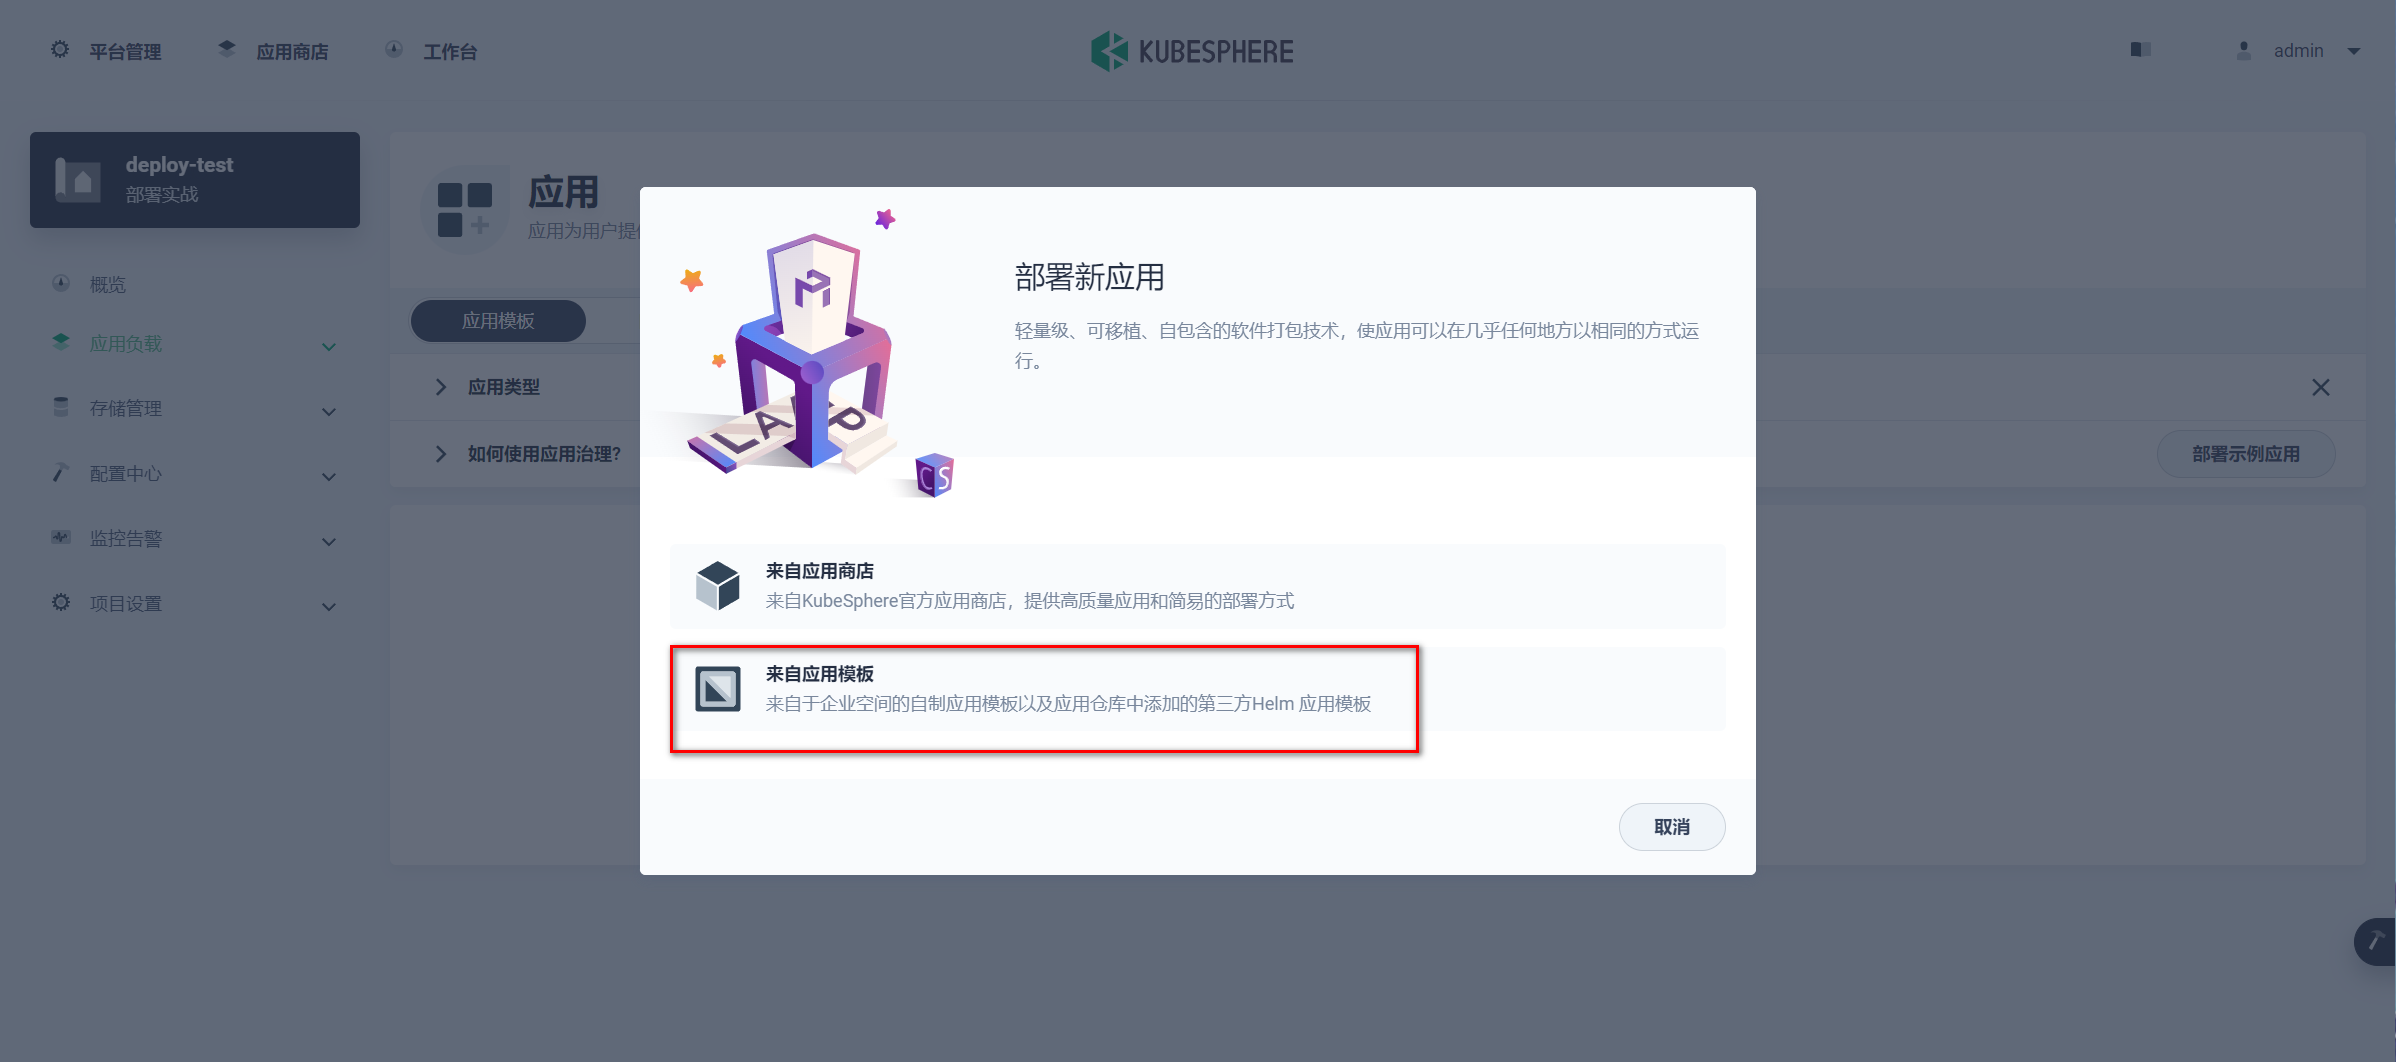 平台管理
应用商店
工作台
KUBESPHERE
admin
deploy-test
部署实战
概览
应用负载
存储管理
配置中心
监控告警
项目设置
应用
应用为用户提
应用模板
应用类型
如何使用应用治理?
部署示例应用
LAP
CS
部署新应用
轻量级、可移植、自包含的软件打包技术，使应用可以在几乎任何地方以相同的方式运
行。
来自应用商店
来自KubeSphere官方应用商店，提供高质量应用和简易的部署方式
来自应用模板
来自于企业空间的自制应用模板以及应用仓库中添加的第三方Helm 应用模板
取消